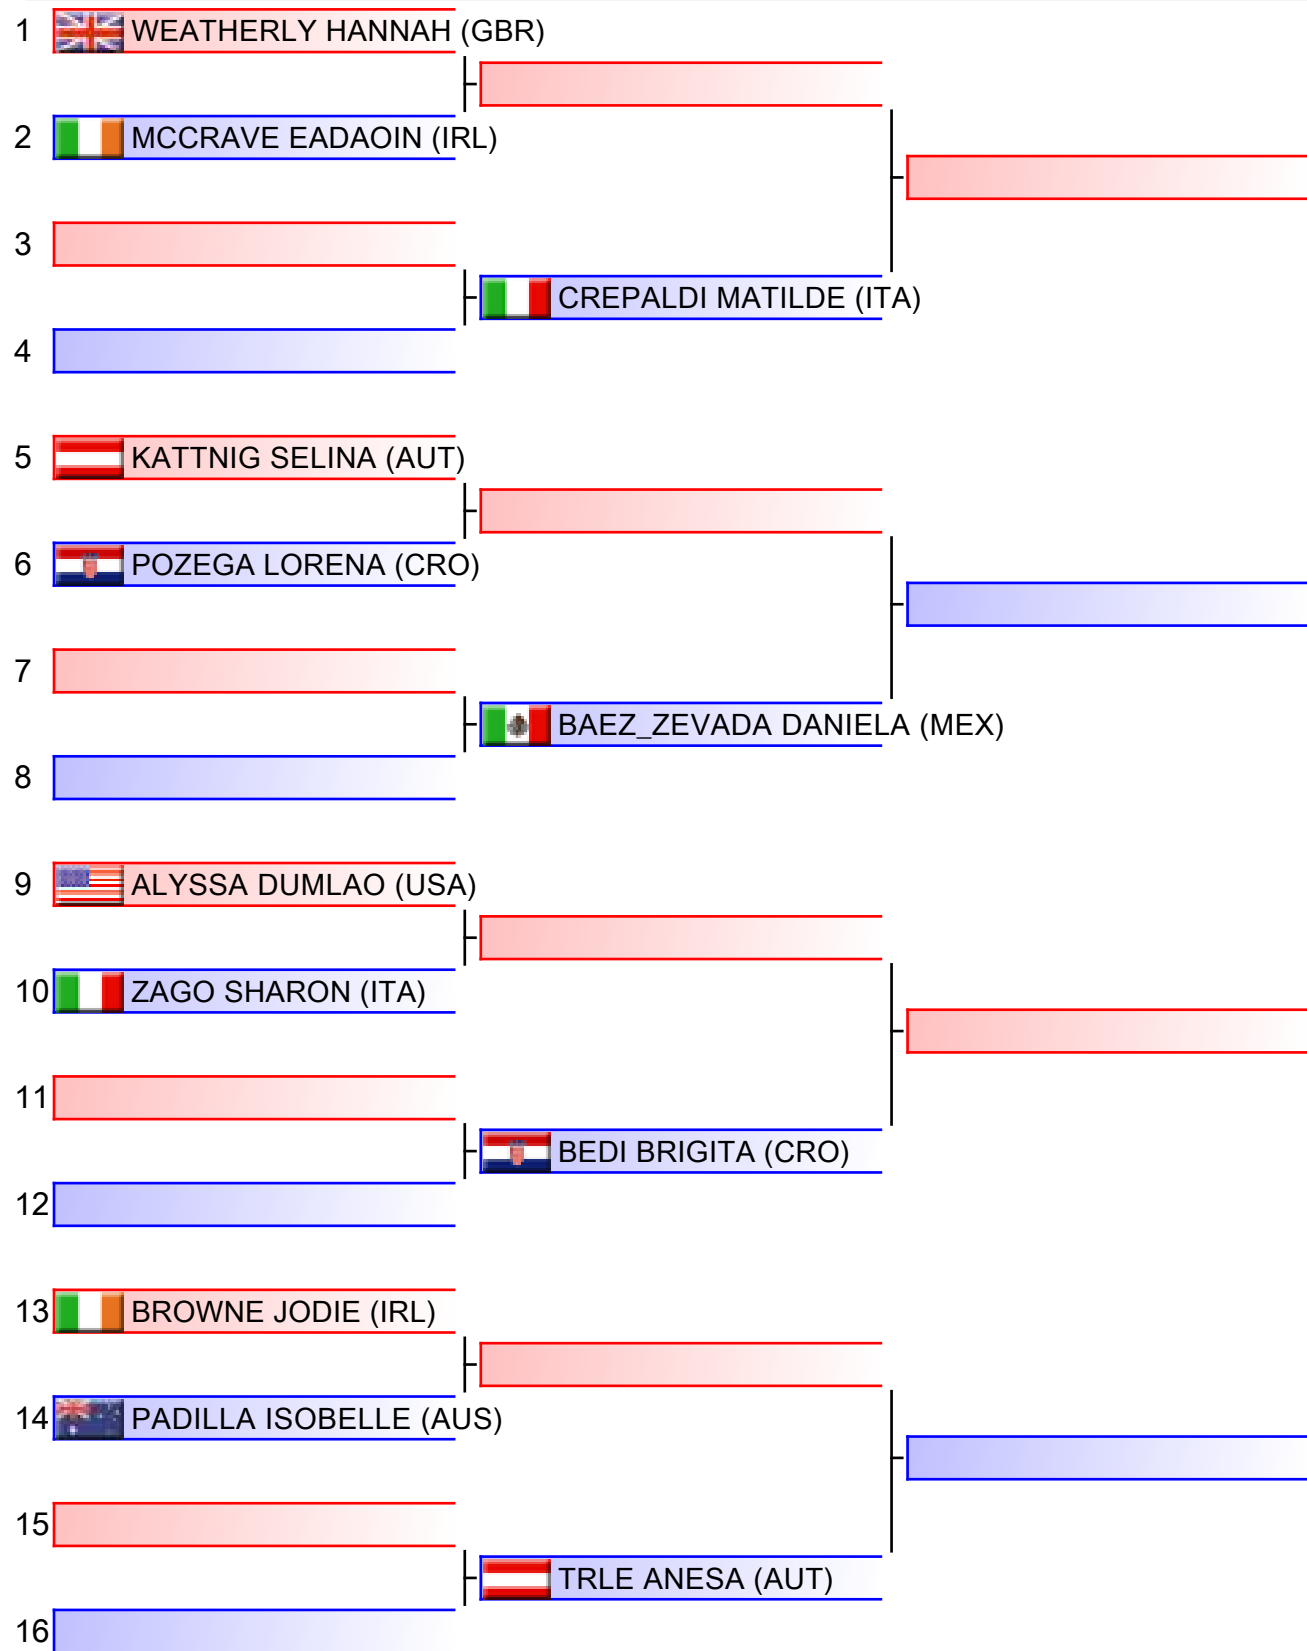 1 WEATHERLY HANNAH (GBR)
2 MCCRAVE EADAOIN (IRL)
3
CREPALDI MATILDE (ITA)
4
5 KATTNIG SELINA (AUT)
6 POZEGA LORENA (CRO)
7
BAEZ_ZEVADA DANIELA (MEX)
8
9 ALYSSA DUMLAO (USA)
10 ZAGO SHARON (ITA)
11
BEDI BRIGITA (CRO)
12
13 BROWNE JODIE (IRL)
14 PADILLA ISOBELLE (AUS)
15
TRLE ANESA (AUT)
16